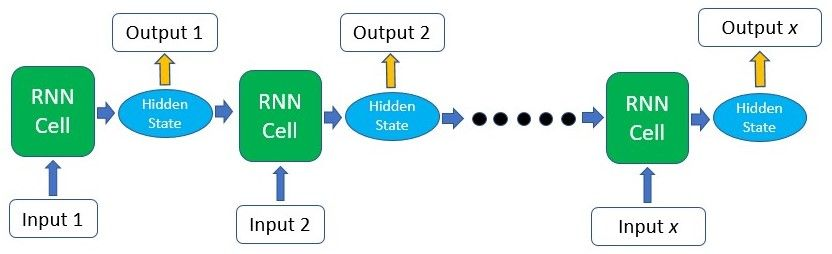 Output 1
Output 2
Output x
RNN
Cell
Hidden
State
RNN
Cell
Hidden
State
RNN
Cell
Hidden
State
Input 1
Input 2
Input x